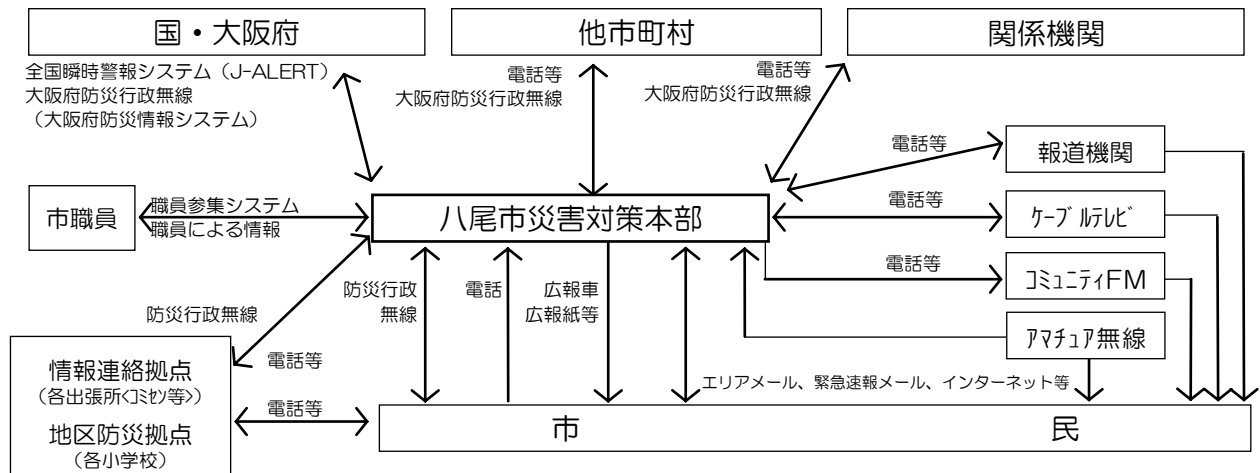 国・大阪府
他市町村
関係機関
全国瞬時警報システム（J-ALERT）
大阪府防災行政無線
（大阪府防災情報システム）
電話等
大阪府防災行政無線
電話等
大阪府防災行政無線
電話等
報道機関
市職員
職員参集システム
職員による情報
八尾市災害対策本部
電話等
ケーブルテレビ
電話等
コミュニティFM
防災行政無線
防災行政
無線
電話
広報車
広報紙等
アマチュア無線
情報連絡拠点
（各出張所<コミセン等>）
電話等
エリアメール、緊急速報メール、インターネット等
地区防災拠点
（各小学校）
電話等
市 民